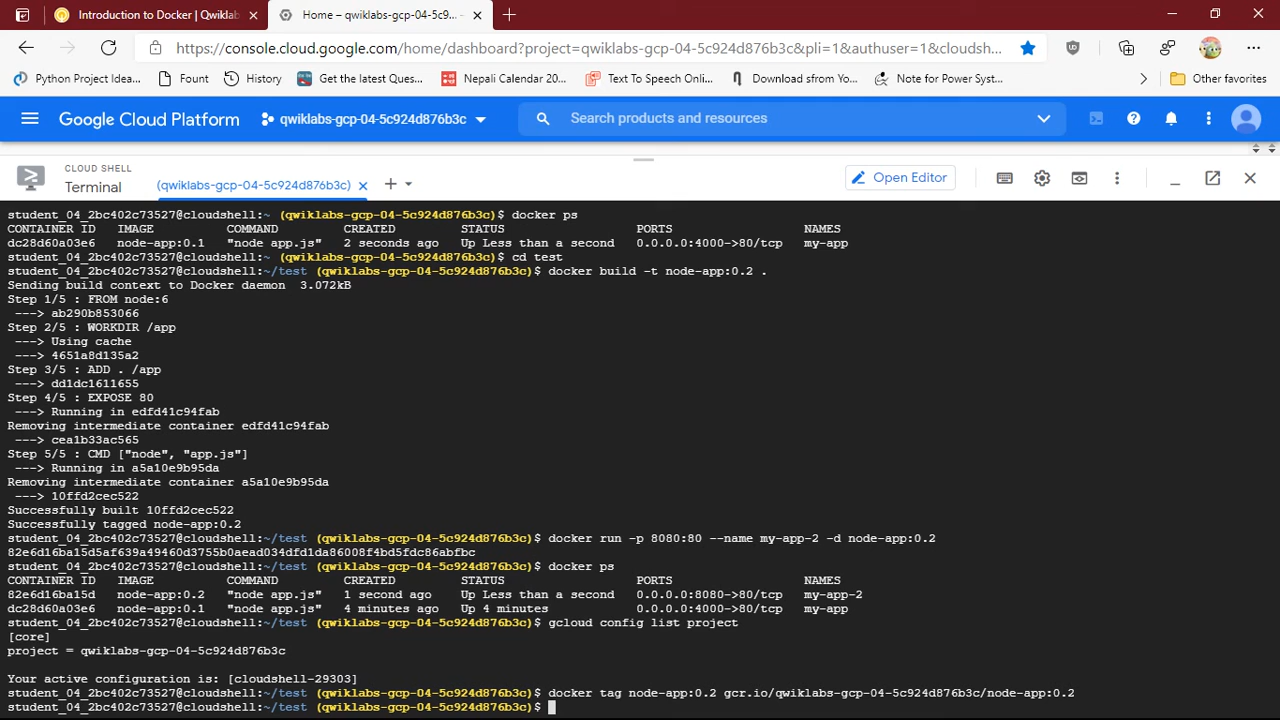 Introduction to Docker | Qwiklab
Home – qwiklabs-gcp-04-5c9...
https://console.cloud.google.com/home/dashboard?project=qwiklabs-gcp-04-5c924d876b3c&pli=1&authuser=1&cloudsh...
Python Project Idea...
Fount
History
Get the latest Ques...
Nepali Calendar 20...
Text To Speech Onli...
Download sfrom Yo...
Note for Power Syst...
Other favorites
Google Cloud Platform
qwiklabs-gcp-04-5c924d876b3c
Search products and resources
CLOUD SHELL
Terminal
(qwiklabs-gcp-04-5c924d876b3c)
Open Editor
student_04_2bc402c73527@cloudshell:~ (qwiklabs-gcp-04-5c924d876b3c)$ docker ps
CONTAINER ID IMAGE COMMAND CREATED STATUS PORTS NAMES
dc28d60a03e6 node-app:0.1 "node app.js" 2 seconds ago Up Less than a second 0.0.0.0:4000->80/tcp my-app
student_04_2bc402c73527@cloudshell:~ (qwiklabs-gcp-04-5c924d876b3c)$ cd test
student_04_2bc402c73527@cloudshell:~/test (qwiklabs-gcp-04-5c924d876b3c)$ docker build -t node-app:0.2 .
Sending build context to Docker daemon 3.072kB
Step 1/5 : FROM node:6
---> ab290b853066
Step 2/5 : WORKDIR /app
---> Using cache
---> 4651a8d135a2
Step 3/5 : ADD . /app
---> dd1dc1611655
Step 4/5 : EXPOSE 80
---> Running in edfd41c94fab
Removing intermediate container edfd41c94fab
---> cea1b33ac565
Step 5/5 : CMD ["node", "app.js"]
---> Running in a5a10e9b95da
Removing intermediate container a5a10e9b95da
---> 10ffd2cec522
Successfully built 10ffd2cec522
Successfully tagged node-app:0.2
student_04_2bc402c73527@cloudshell:~/test (qwiklabs-gcp-04-5c924d876b3c)$ docker run -p 8080:80 --name my-app-2 -d node-app:0.2
82e6d16ba15d5af639a49460d3755b0aead034dfd1da86008f4bd5fdc86abfbc
student_04_2bc402c73527@cloudshell:~/test (qwiklabs-gcp-04-5c924d876b3c)$ docker ps
CONTAINER ID IMAGE COMMAND CREATED STATUS PORTS NAMES
82e6d16ba15d node-app:0.2 "node app.js" 1 second ago Up Less than a second 0.0.0.0:8080->80/tcp my-app-2
dc28d60a03e6 node-app:0.1 "node app.js" 4 minutes ago Up 4 minutes 0.0.0.0:4000->80/tcp my-app
student_04_2bc402c73527@cloudshell:~/test (qwiklabs-gcp-04-5c924d876b3c)$ gcloud config list project
[core]
project = qwiklabs-gcp-04-5c924d876b3c
Your active configuration is: [cloudshell-29303]
student_04_2bc402c73527@cloudshell:~/test (qwiklabs-gcp-04-5c924d876b3c)$ docker tag node-app:0.2 gcr.io/qwiklabs-gcp-04-5c924d876b3c/node-app:0.2
student_04_2bc402c73527@cloudshell:~/test (qwiklabs-gcp-04-5c924d876b3c)$